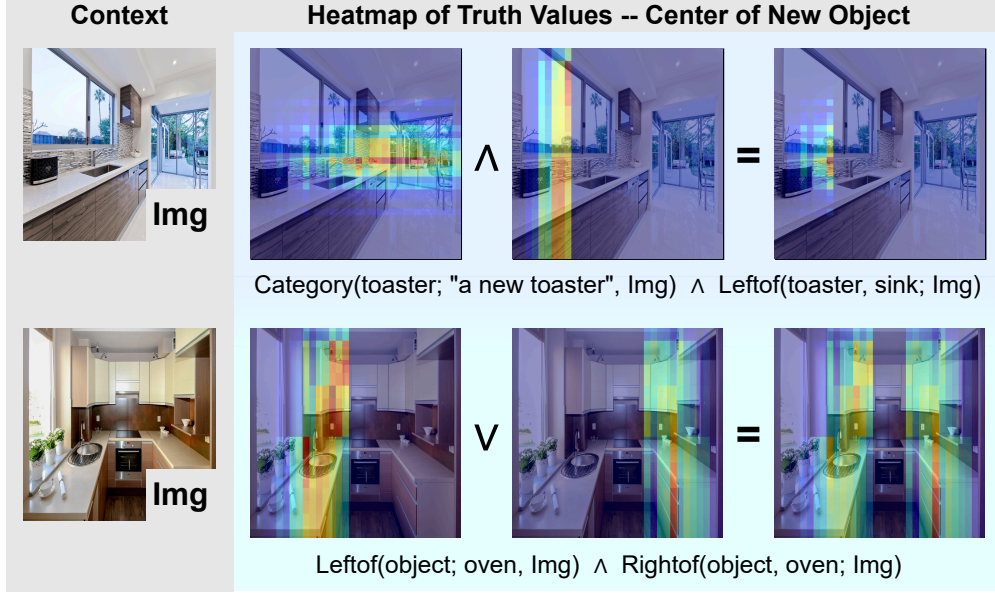 Context
Heatmap of Truth Values -- Center of New Object
Img
∧
=
Category(toaster; "a new toaster", Img) ∧ Leftof(toaster, sink; Img)
Img
∨
=
Leftof(object; oven, Img) ∧ Rightof(object, oven; Img)